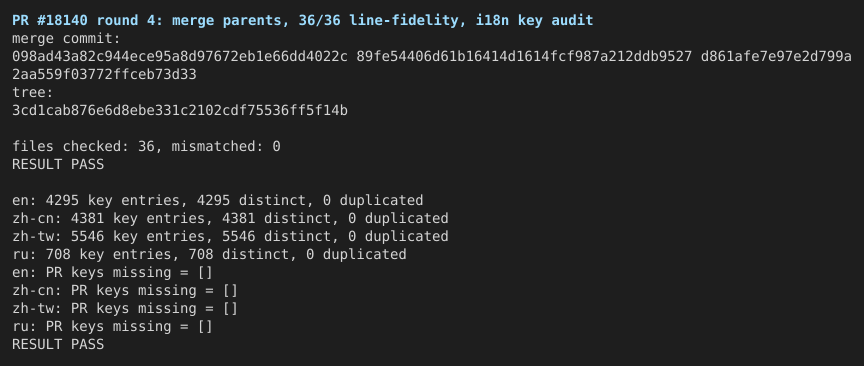 PR #18140 round 4: merge parents, 36/36 line-fidelity, i18n key audit
merge commit:
098ad43a82c944ece95a8d97672eb1e66dd4022c 89fe54406d61b16414d1614fcf987a212ddb9527 d861afe7e97e2d799a
2aa559f03772ffceb73d33
tree:
3cd1cab876e6d8ebe331c2102cdf75536ff5f14b
files checked: 36, mismatched: 0
RESULT PASS
en: 4295 key entries, 4295 distinct, 0 duplicated
zh-cn: 4381 key entries, 4381 distinct, 0 duplicated
zh-tw: 5546 key entries, 5546 distinct, 0 duplicated
ru: 708 key entries, 708 distinct, 0 duplicated
en: PR keys missing = []
zh-cn: PR keys missing = []
zh-tw: PR keys missing = []
ru: PR keys missing = []
RESULT PASS